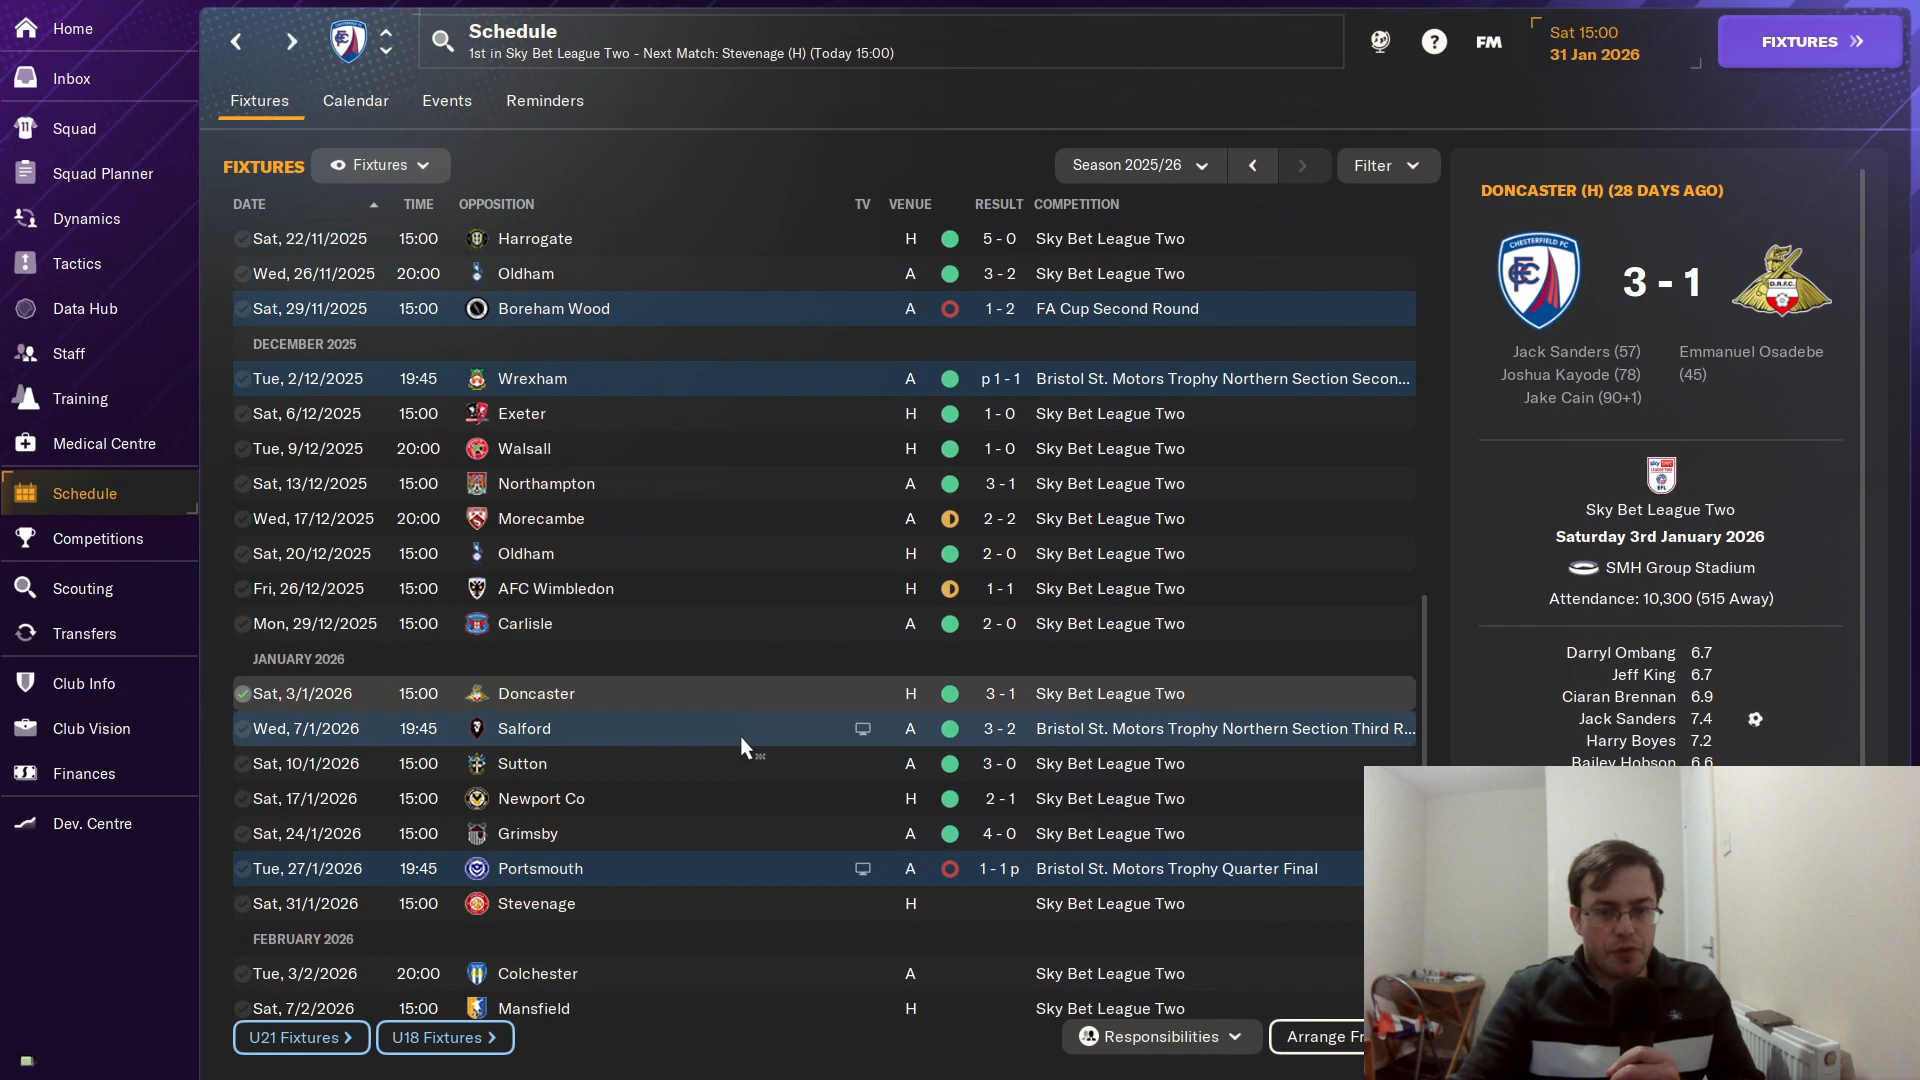 Home
Inbox
Squad
Squad Planner
Dynamics
Tactics
Data Hub
Staff
Training
Medical Centre
Schedule
Competitions
Scouting
Transfers
Club Info
Club Vision
Finances
Dev. Centre
Schedule
1st in Sky Bet League Two - Next Match: Stevenage (H) (Today 15:00)
FM
Sat 15:00
31 Jan 2026
FIXTURES
Fixtures Calendar Events Reminders
FIXTURES Fixtures Season 2025/26 Filter
DATE TIME OPPOSITION TV VENUE RESULT COMPETITION
Sat, 22/11/2025 15:00 Harrogate H 5 - 0 Sky Bet League Two
Wed, 26/11/2025 20:00 Oldham A 3 - 2 Sky Bet League Two
Sat, 29/11/2025 15:00 Boreham Wood A 1 - 2 FA Cup Second Round
DECEMBER 2025
Tue, 2/12/2025 19:45 Wrexham A p 1 - 1 Bristol St. Motors Trophy Northern Section Secon...
Sat, 6/12/2025 15:00 Exeter H 1 - 0 Sky Bet League Two
Tue, 9/12/2025 20:00 Walsall H 1 - 0 Sky Bet League Two
Sat, 13/12/2025 15:00 Northampton A 3 - 1 Sky Bet League Two
Wed, 17/12/2025 20:00 Morecambe A 2 - 2 Sky Bet League Two
Sat, 20/12/2025 15:00 Oldham H 2 - 0 Sky Bet League Two
Fri, 26/12/2025 15:00 AFC Wimbledon H 1 - 1 Sky Bet League Two
Mon, 29/12/2025 15:00 Carlisle A 2 - 0 Sky Bet League Two
JANUARY 2026
Sat, 3/1/2026 15:00 Doncaster H 3 - 1 Sky Bet League Two
Wed, 7/1/2026 19:45 Salford A 3 - 2 Bristol St. Motors Trophy Northern Section Third R...
Sat, 10/1/2026 15:00 Sutton A 3 - 0 Sky Bet League Two
Sat, 17/1/2026 15:00 Newport Co H 2 - 1 Sky Bet League Two
Sat, 24/1/2026 15:00 Grimsby A 4 - 0 Sky Bet League Two
Tue, 27/1/2026 19:45 Portsmouth A 1 - 1 p Bristol St. Motors Trophy Quarter Final
Sat, 31/1/2026 15:00 Stevenage H Sky Bet League Two
FEBRUARY 2026
Tue, 3/2/2026 20:00 Colchester A Sky Bet League Two
Sat, 7/2/2026 15:00 Mansfield H Sky Bet League Two
U21 Fixtures U18 Fixtures Responsibilities Arrange Fr
DONCASTER (H) (28 DAYS AGO)
CHESTERFIELD FC
3 - 1
Jack Sanders (57)
Joshua Kayode (78)
Jake Cain (90+1)
Emmanuel Osadebe
(45)
Sky Bet League Two
Saturday 3rd January 2026
SMH Group Stadium
Attendance: 10,300 (515 Away)
Darryl Ombang 6.7
Jeff King 6.7
Ciaran Brennan 6.9
Jack Sanders 7.4
Harry Boyes 7.2
Bailey Hobson 6.6